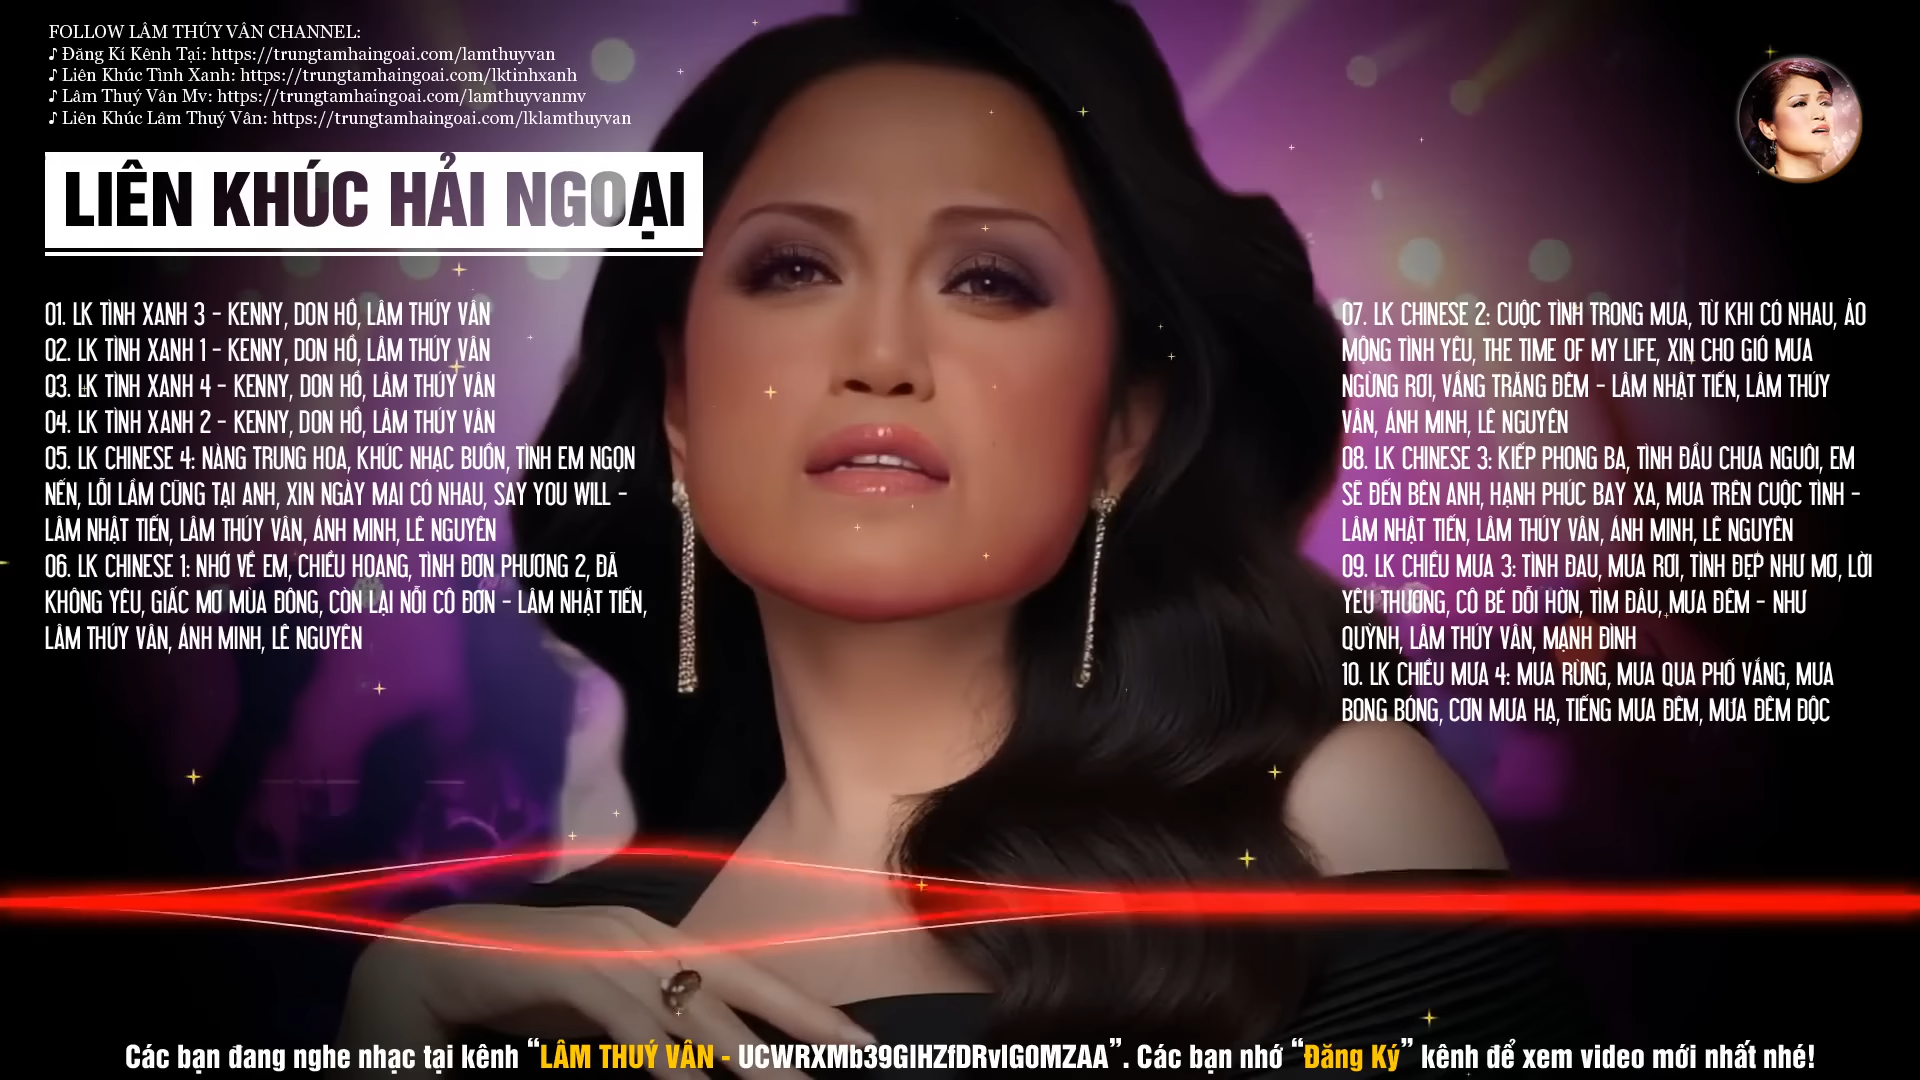 FOLLOW LÂM THÚY VÂN CHANNEL:
♪ Đăng Kí Kênh Tại: https://trungtamhaingoai.com/lamthuyvan
♪ Liên Khúc Tình Xanh: https://trungtamhaingoai.com/lktinhxanh
♪ Lâm Thuý Vân Mv: https://trungtamhaingoai.com/lamthuyvanmv
♪ Liên Khúc Lâm Thuý Vân: https://trungtamhaingoai.com/lklamthuyvan
LIÊN KHÚC HẢI NGOẠI
01. LK TÌNH XANH 3 - KENNY, DON HỒ, LÂM THÚY VÂN
02. LK TÌNH XANH 1 - KENNY, DON HỒ, LÂM THÚY VÂN
03. LK TÌNH XANH 4 - KENNY, DON HỒ, LÂM THÚY VÂN
04. LK TÌNH XANH 2 - KENNY, DON HỒ, LÂM THÚY VÂN
05. LK CHINESE 4: NÀNG TRUNG HOA, KHÚC NHẠC BUỒN, TÌNH EM NGỌN
NẾN, LỖI LẦM CŨNG TẠI ANH, XIN NGÀY MAI CÓ NHAU, SAY YOU WILL -
LÂM NHẬT TIẾN, LÂM THÚY VÂN, ÁNH MINH, LÊ NGUYÊN
06. LK CHINESE 1: NHỚ VỀ EM, CHIỀU HOANG, TÌNH ĐƠN PHƯƠNG 2, ĐÃ
KHÔNG YÊU, GIẤC MƠ MÙA ĐÔNG, CÒN LẠI NỖI CÔ ĐƠN - LÂM NHẬT TIẾN,
LÂM THÚY VÂN, ÁNH MINH, LÊ NGUYÊN
07. LK CHINESE 2: CUỘC TÌNH TRONG MƯA, TỪ KHI CÓ NHAU, ẢO
MỘNG TÌNH YÊU, THE TIME OF MY LIFE, XIN CHO GIÓ MƯA
NGỪNG RƠI, VẦNG TRĂNG ĐÊM - LÂM NHẬT TIẾN, LÂM THÚY
VÂN, ÁNH MINH, LÊ NGUYÊN
08. LK CHINESE 3: KIẾP PHONG BA, TÌNH ĐẦU CHƯA NGUÔI, EM
SẼ ĐẾN BÊN ANH, HẠNH PHÚC BAY XA, MƯA TRÊN CUỘC TÌNH -
LÂM NHẬT TIẾN, LÂM THÚY VÂN, ÁNH MINH, LÊ NGUYÊN
09. LK CHIỀU MƯA 3: TÌNH ĐAU, MƯA RƠI, TÌNH ĐẸP NHƯ MƠ, LỜI
YÊU THƯƠNG, CÔ BÉ DỖI HỜN, TÌM ĐÂU, MƯA ĐÊM - NHƯ
QUỲNH, LÂM THÚY VÂN, MẠNH ĐÌNH
10. LK CHIỀU MƯA 4: MƯA RỪNG, MƯA QUA PHỐ VẮNG, MƯA
BONG BÓNG, CƠN MƯA HẠ, TIẾNG MƯA ĐÊM, MƯA ĐÊM ĐỘC
Các bạn đang nghe nhạc tại kênh “LÂM THUÝ VÂN - UCWRXMb39GIHZfDRvlGOMZAA”. Các bạn nhớ “Đăng Ký” kênh để xem video mới nhất nhé!